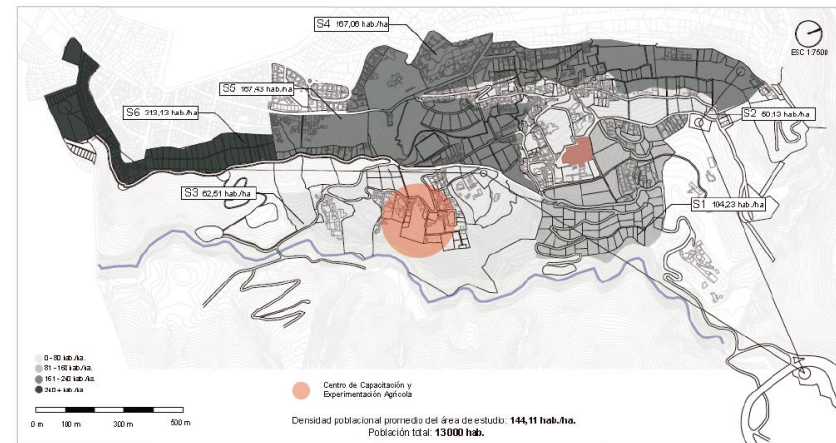 S4 167,06 hab./ha
ESC 1:7500
S5 167,43 hab./ha
S6 313,13 hab./ha
S2 60,13 hab./ha
S3 62,51 hab./ha
S1 104,23 hab./ha
0 - 80 hab./ha.
81 - 160 hab./ha.
161 - 240 hab./ha.
240 + hab./ha
Centro de Capacitación y
Experimentación Agrícola
0 m 100 m 300 m 500 m
Densidad poblacional promedio del área de estudio: 144,11 hab./ha.
Población total: 13000 hab.